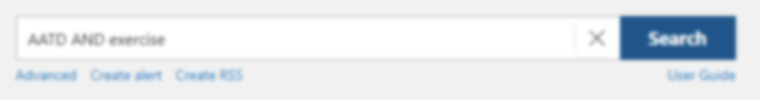 AATD AND exercise
Search
Advanced Create alert Create RSS User Guide